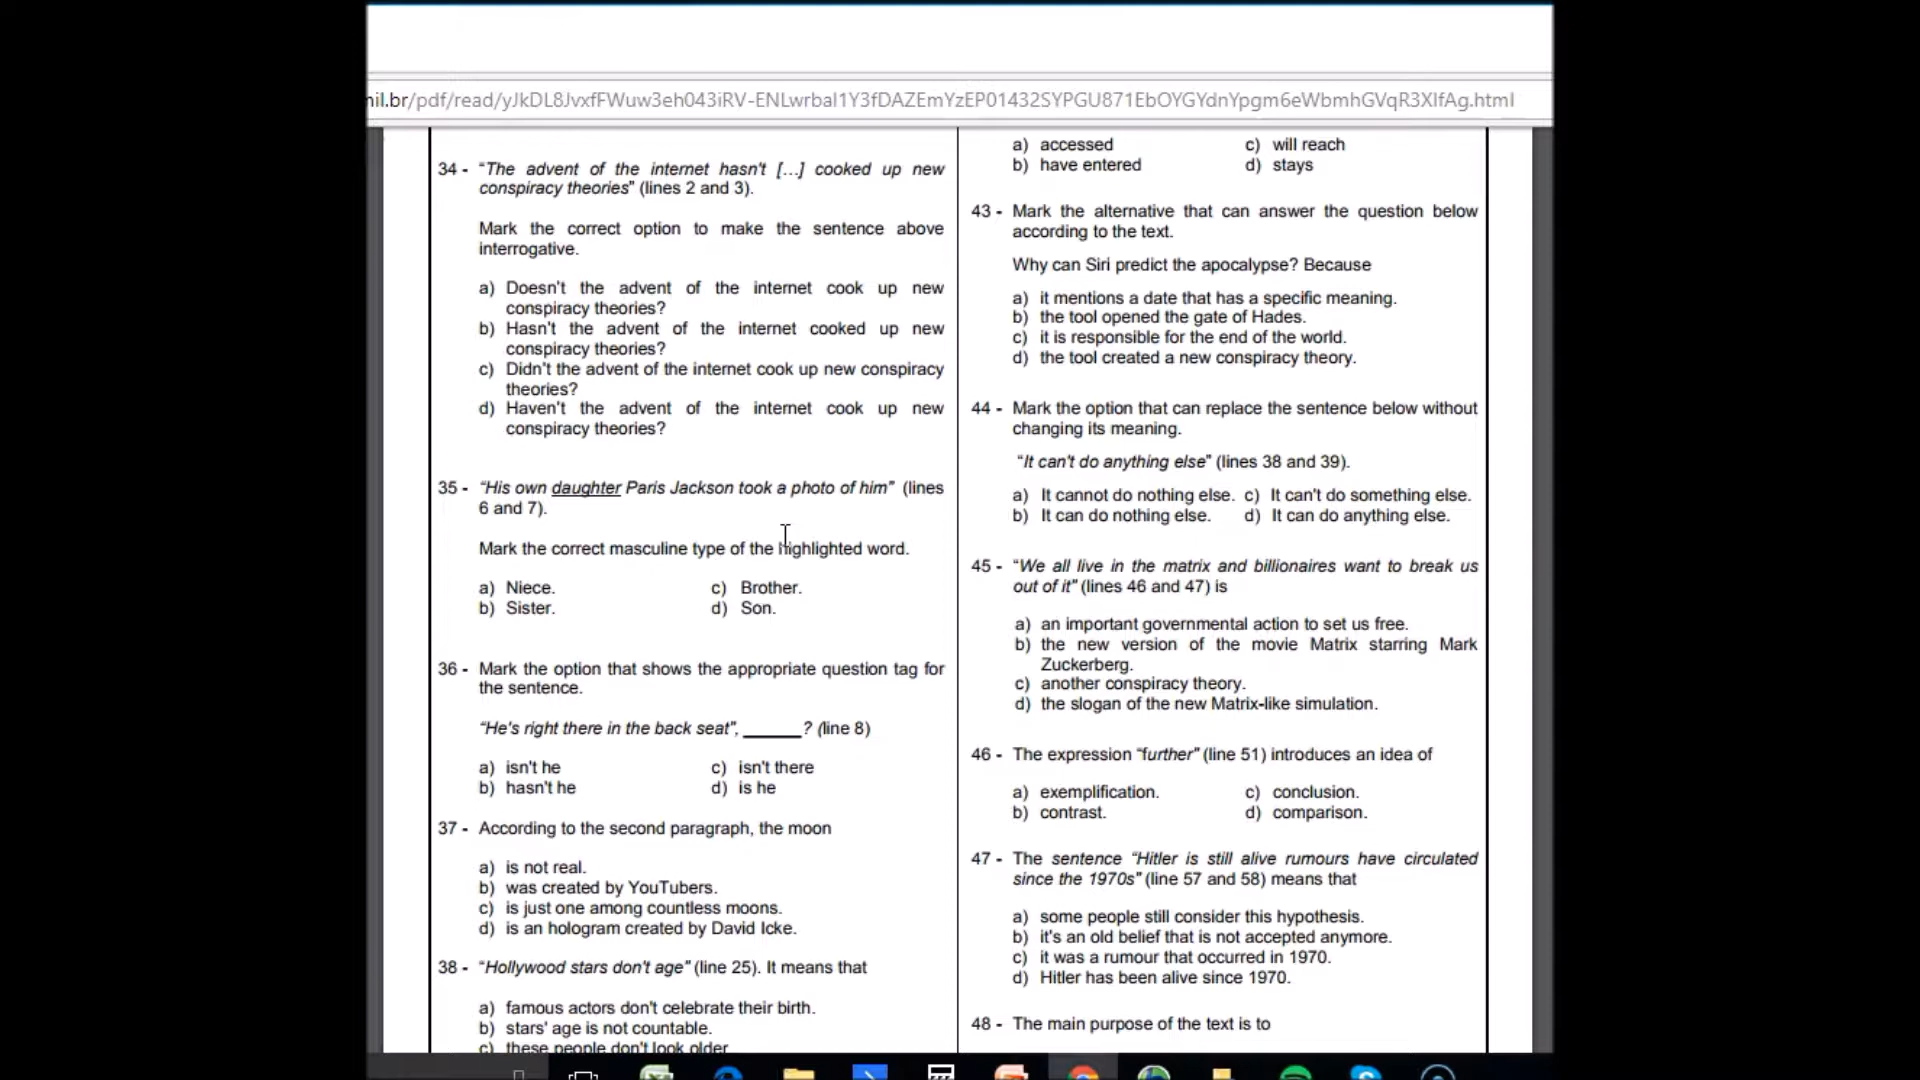 nil.br/pdf/read/yJkDL8JvxfFWuw3eh043iRV-ENLwrbal1Y3fDAZEmYzEP01432SYPGU871EbOYGYdnYpgm6eWbmhGVqR3XIfAg.html
34 - “The advent of the internet hasn't [...] cooked up new
conspiracy theories” (lines 2 and 3).
Mark the correct option to make the sentence above
interrogative.
a) Doesn't the advent of the internet cook up new
conspiracy theories?
b) Hasn't the advent of the internet cooked up new
conspiracy theories?
c) Didn't the advent of the internet cook up new conspiracy
theories?
d) Haven't the advent of the internet cook up new
conspiracy theories?
35 - “His own daughter Paris Jackson took a photo of him” (lines
6 and 7).
Mark the correct masculine type of the highlighted word.
a) Niece. c) Brother.
b) Sister. d) Son.
36 - Mark the option that shows the appropriate question tag for
the sentence.
“He's right there in the back seat”, ______? (line 8)
a) isn't he c) isn't there
b) hasn't he d) is he
37 - According to the second paragraph, the moon
a) is not real.
b) was created by YouTubers.
c) is just one among countless moons.
d) is an hologram created by David Icke.
38 - “Hollywood stars don't age” (line 25). It means that
a) famous actors don't celebrate their birth.
b) stars' age is not countable.
c) these people don't look older
a) accessed c) will reach
b) have entered d) stays
43 - Mark the alternative that can answer the question below
according to the text.
Why can Siri predict the apocalypse? Because
a) it mentions a date that has a specific meaning.
b) the tool opened the gate of Hades.
c) it is responsible for the end of the world.
d) the tool created a new conspiracy theory.
44 - Mark the option that can replace the sentence below without
changing its meaning.
“It can't do anything else” (lines 38 and 39).
a) It cannot do nothing else. c) It can't do something else.
b) It can do nothing else. d) It can do anything else.
45 - “We all live in the matrix and billionaires want to break us
out of it” (lines 46 and 47) is
a) an important governmental action to set us free.
b) the new version of the movie Matrix starring Mark
Zuckerberg.
c) another conspiracy theory.
d) the slogan of the new Matrix-like simulation.
46 - The expression “further” (line 51) introduces an idea of
a) exemplification. c) conclusion.
b) contrast. d) comparison.
47 - The sentence “Hitler is still alive rumours have circulated
since the 1970s” (line 57 and 58) means that
a) some people still consider this hypothesis.
b) it's an old belief that is not accepted anymore.
c) it was a rumour that occurred in 1970.
d) Hitler has been alive since 1970.
48 - The main purpose of the text is to